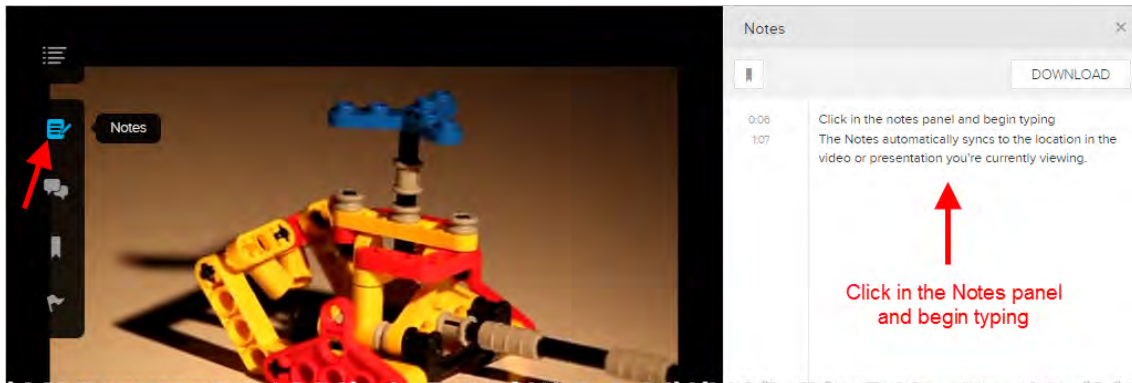 Notes
DOWNLOAD
Notes
0:06 Click in the notes panel and begin typing
1:07 The Notes automatically syncs to the location in the
video or presentation you're currently viewing.
Click in the Notes panel
and begin typing